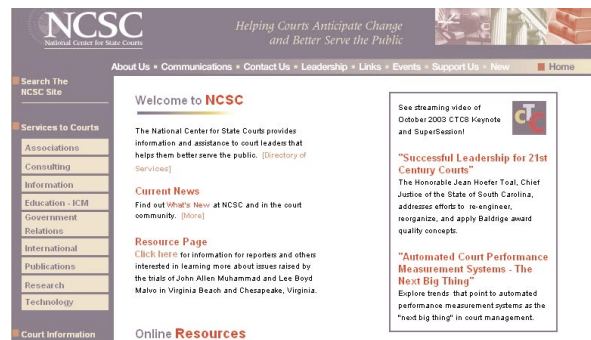 NCSC
National Center for State Courts
Helping Courts Anticipate Change
and Better Serve the Public
About Us • Communications • Contact Us • Leadership • Links • Events • Support Us • New
Home
Search The
NCSC Site
Services to Courts
Associations
Consulting
Information
Education - ICM
Government
Relations
International
Publications
Research
Technology
Court Information
Welcome to NCSC
The National Center for State Courts provides
information and assistance to court leaders that
helps them better serve the public. [Directory of
Services]
Current News
Find out What's New at NCSC and in the court
community. [More]
Resource Page
Click here for information for reporters and others
interested in learning more about issues raised by
the trials of John Allen Muhammad and Lee Boyd
Malvo in Virginia Beach and Chesapeake, Virginia.
Online Resources
See streaming video of
October 2003 CTC8 Keynote
and SuperSession!
CTC
"Successful Leadership for 21st
Century Courts"
The Honorable Jean Hoefer Toal, Chief
Justice of the State of South Carolina,
addresses efforts to re-engineer,
reorganize, and apply Baldrige award
quality concepts.
"Automated Court Performance
Measurement Systems - The
Next Big Thing"
Explore trends that point to automated
performance measurement systems as the
"next big thing" in court management.